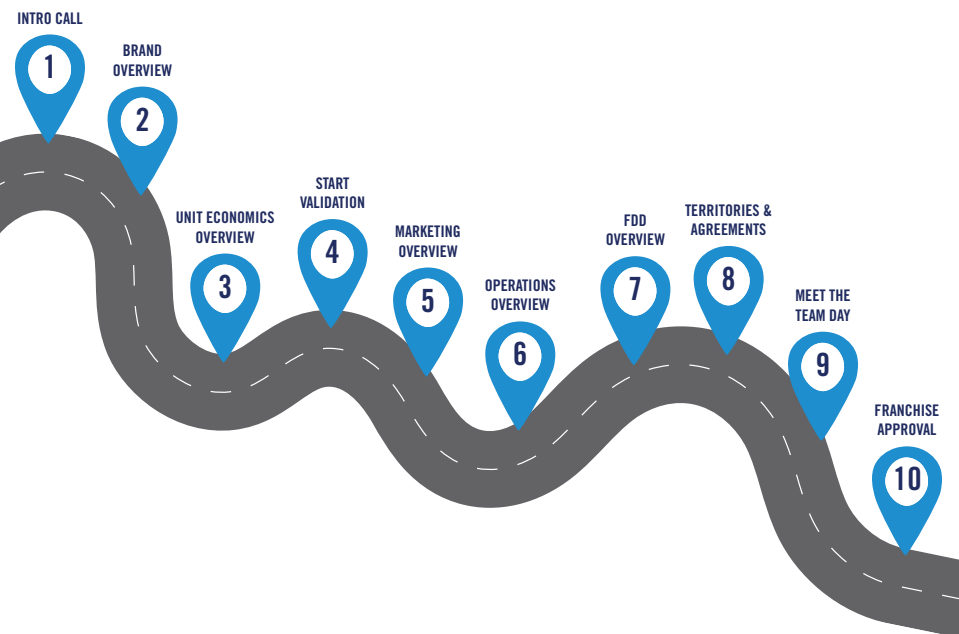 INTRO CALL
1
BRAND
OVERVIEW
2
UNIT ECONOMICS
OVERVIEW
3
START
VALIDATION
4
MARKETING
OVERVIEW
5
OPERATIONS
OVERVIEW
6
FDD
OVERVIEW
7
TERRITORIES &
AGREEMENTS
8
MEET THE
TEAM DAY
9
FRANCHISE
APPROVAL
10